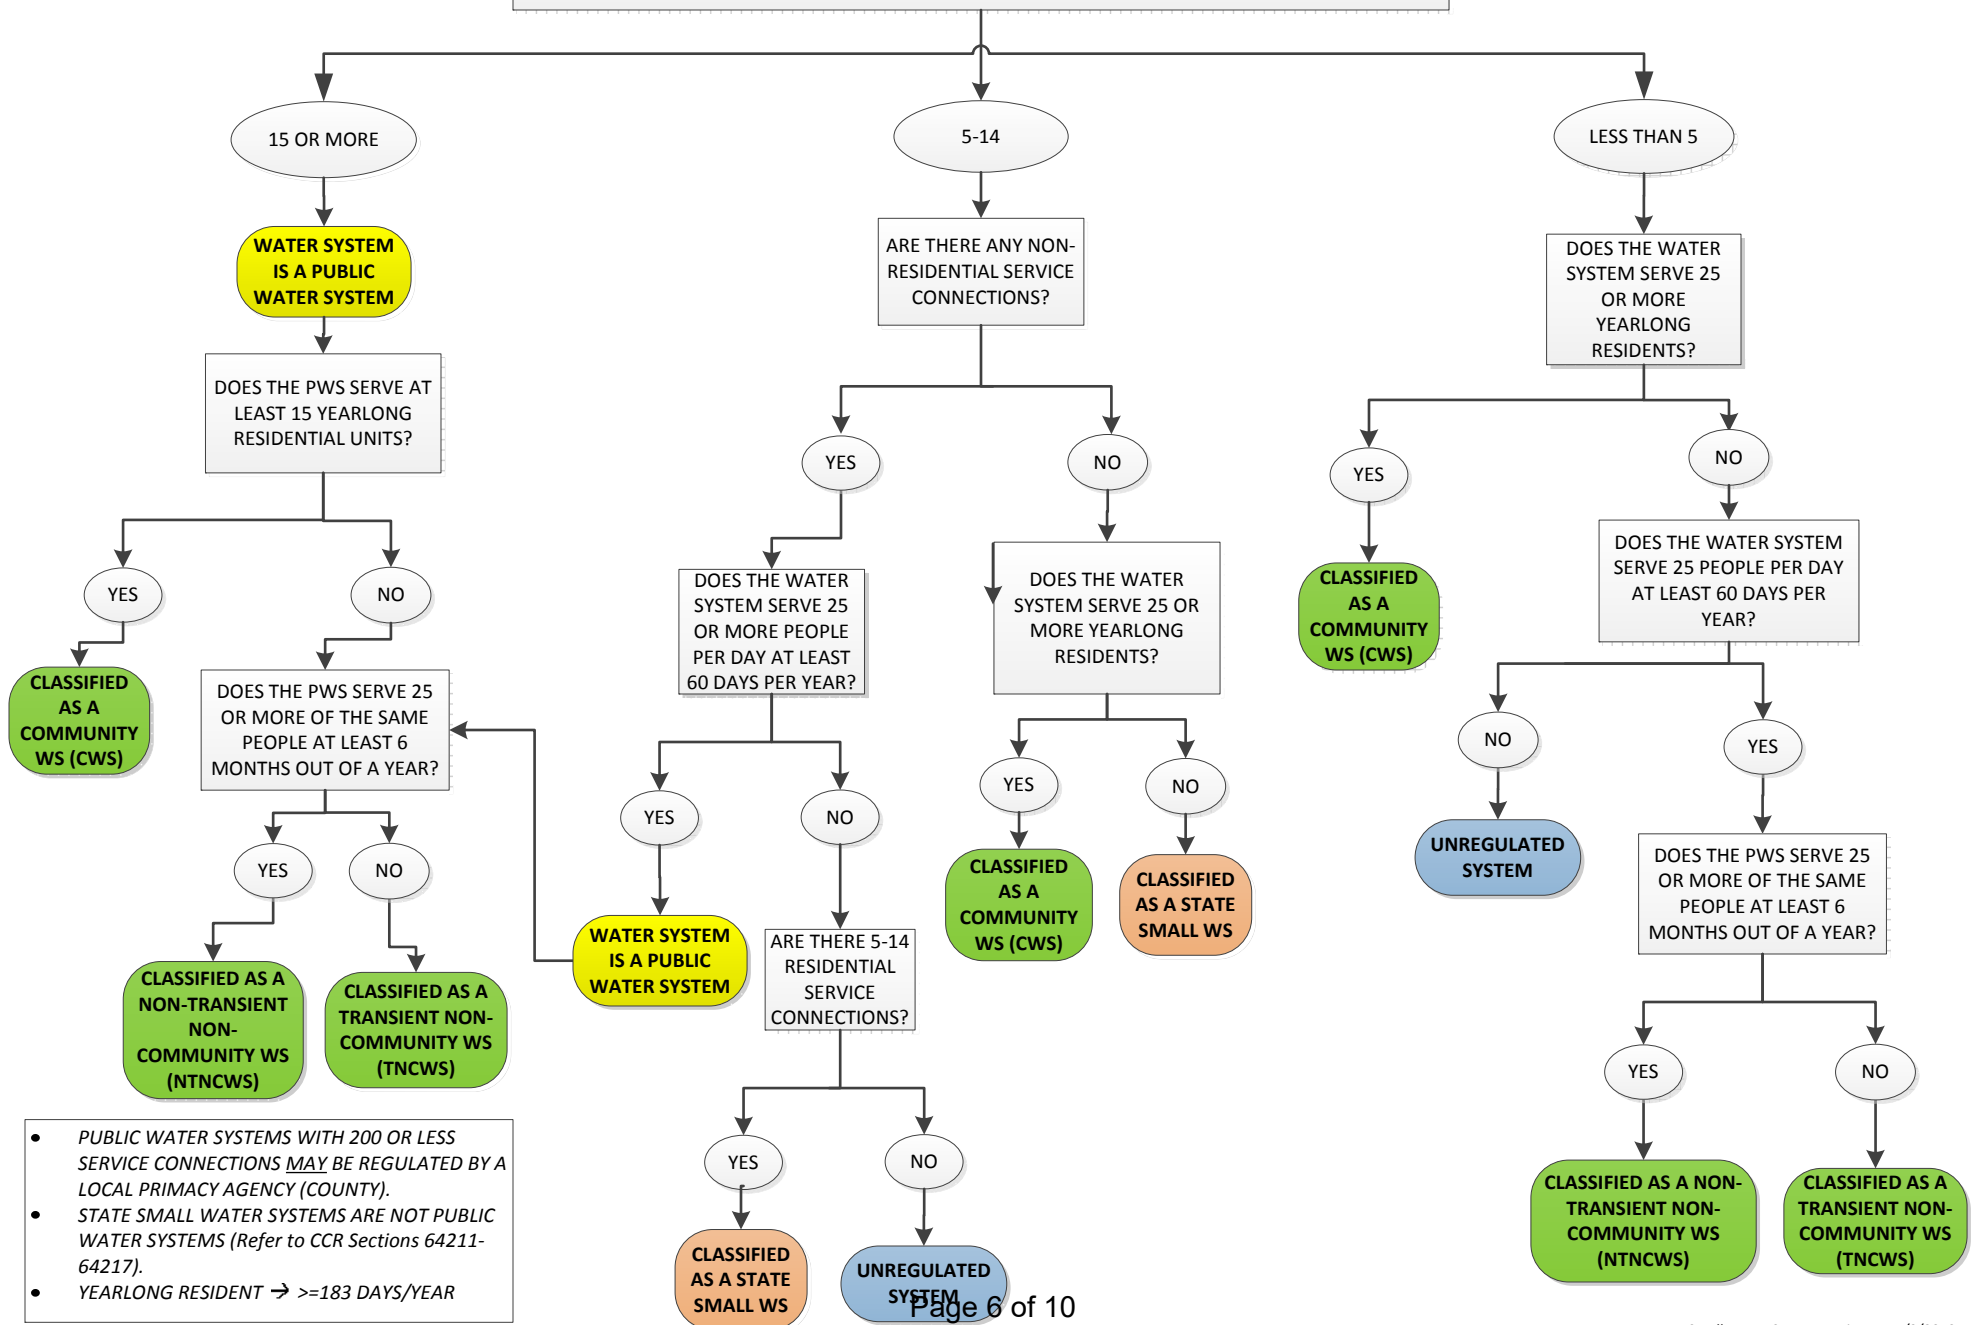 15 OR MORE
WATER SYSTEM
IS A PUBLIC
WATER SYSTEM
DOES THE PWS SERVE AT
LEAST 15 YEARLONG
RESIDENTIAL UNITS?
YES
NO
CLASSIFIED
AS A
COMMUNITY
WS (CWS)
DOES THE PWS SERVE 25
OR MORE OF THE SAME
PEOPLE AT LEAST 6
MONTHS OUT OF A YEAR?
YES
NO
CLASSIFIED AS A
NON-TRANSIENT
NON-
COMMUNITY WS
(NTNCWS)
CLASSIFIED AS A
TRANSIENT NON-
COMMUNITY WS
(TNCWS)
5-14
ARE THERE ANY NON-
RESIDENTIAL SERVICE
CONNECTIONS?
YES
NO
DOES THE WATER
SYSTEM SERVE 25
OR MORE PEOPLE
PER DAY AT LEAST
60 DAYS PER YEAR?
YES
NO
WATER SYSTEM
IS A PUBLIC
WATER SYSTEM
ARE THERE 5-14
RESIDENTIAL
SERVICE
CONNECTIONS?
YES
NO
CLASSIFIED
AS A STATE
SMALL WS
UNREGULATED
SYSTEM
DOES THE WATER
SYSTEM SERVE 25 OR
MORE YEARLONG
RESIDENTS?
YES
NO
CLASSIFIED
AS A
COMMUNITY
WS (CWS)
CLASSIFIED
AS A STATE
SMALL WS
LESS THAN 5
DOES THE WATER
SYSTEM SERVE 25
OR MORE
YEARLONG
RESIDENTS?
YES
NO
CLASSIFIED
AS A
COMMUNITY
WS (CWS)
DOES THE WATER SYSTEM
SERVE 25 PEOPLE PER DAY
AT LEAST 60 DAYS PER
YEAR?
NO
YES
UNREGULATED
SYSTEM
DOES THE PWS SERVE 25
OR MORE OF THE SAME
PEOPLE AT LEAST 6
MONTHS OUT OF A YEAR?
YES
NO
CLASSIFIED AS A NON-
TRANSIENT NON-
COMMUNITY WS
(NTNCWS)
CLASSIFIED AS A
TRANSIENT NON-
COMMUNITY WS
(TNCWS)
• PUBLIC WATER SYSTEMS WITH 200 OR LESS
SERVICE CONNECTIONS MAY BE REGULATED BY A
LOCAL PRIMACY AGENCY (COUNTY).
• STATE SMALL WATER SYSTEMS ARE NOT PUBLIC
WATER SYSTEMS (Refer to CCR Sections 64211-
64217).
• YEARLONG RESIDENT → >=183 DAYS/YEAR
Page 6 of 10